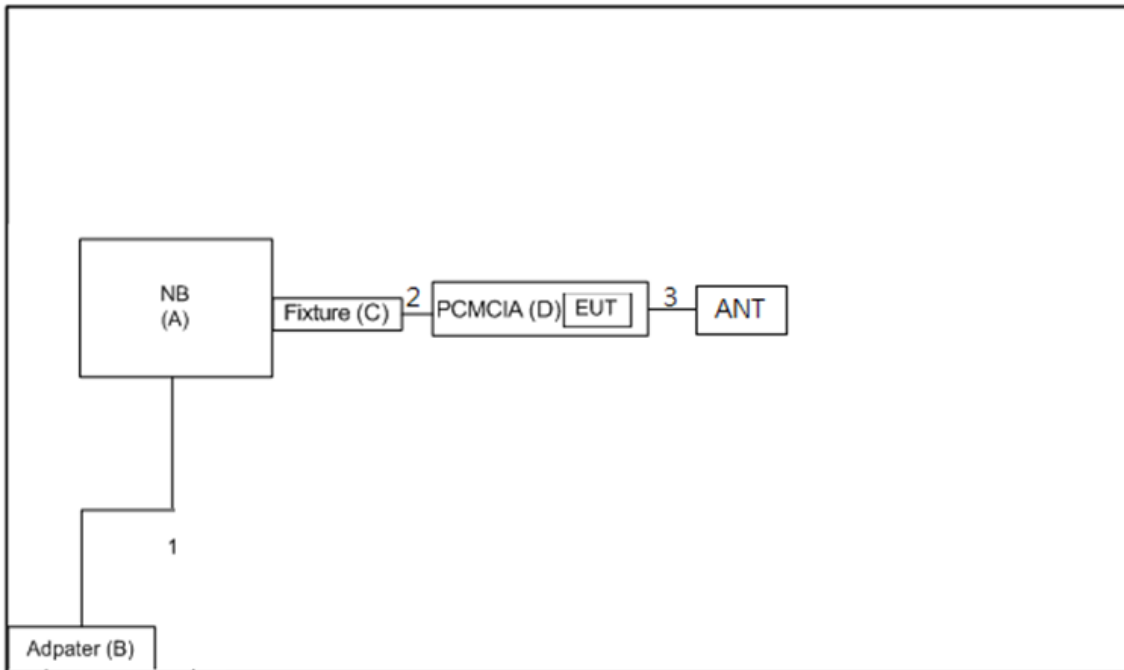 NB
(A)
Fixture (C)
2
PCMCIA (D)
EUT
3
ANT
1
Adpater (B)